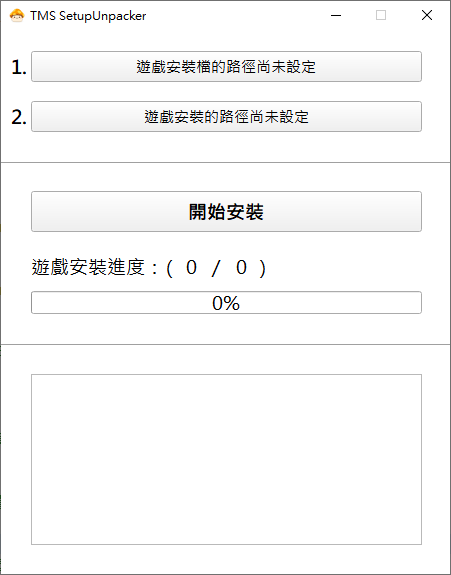 TMS SetupUnpacker
1. 遊戲安裝檔的路徑尚未設定
2. 遊戲安裝的路徑尚未設定
開始安裝
遊戲安裝進度：( 0 / 0 )
0%